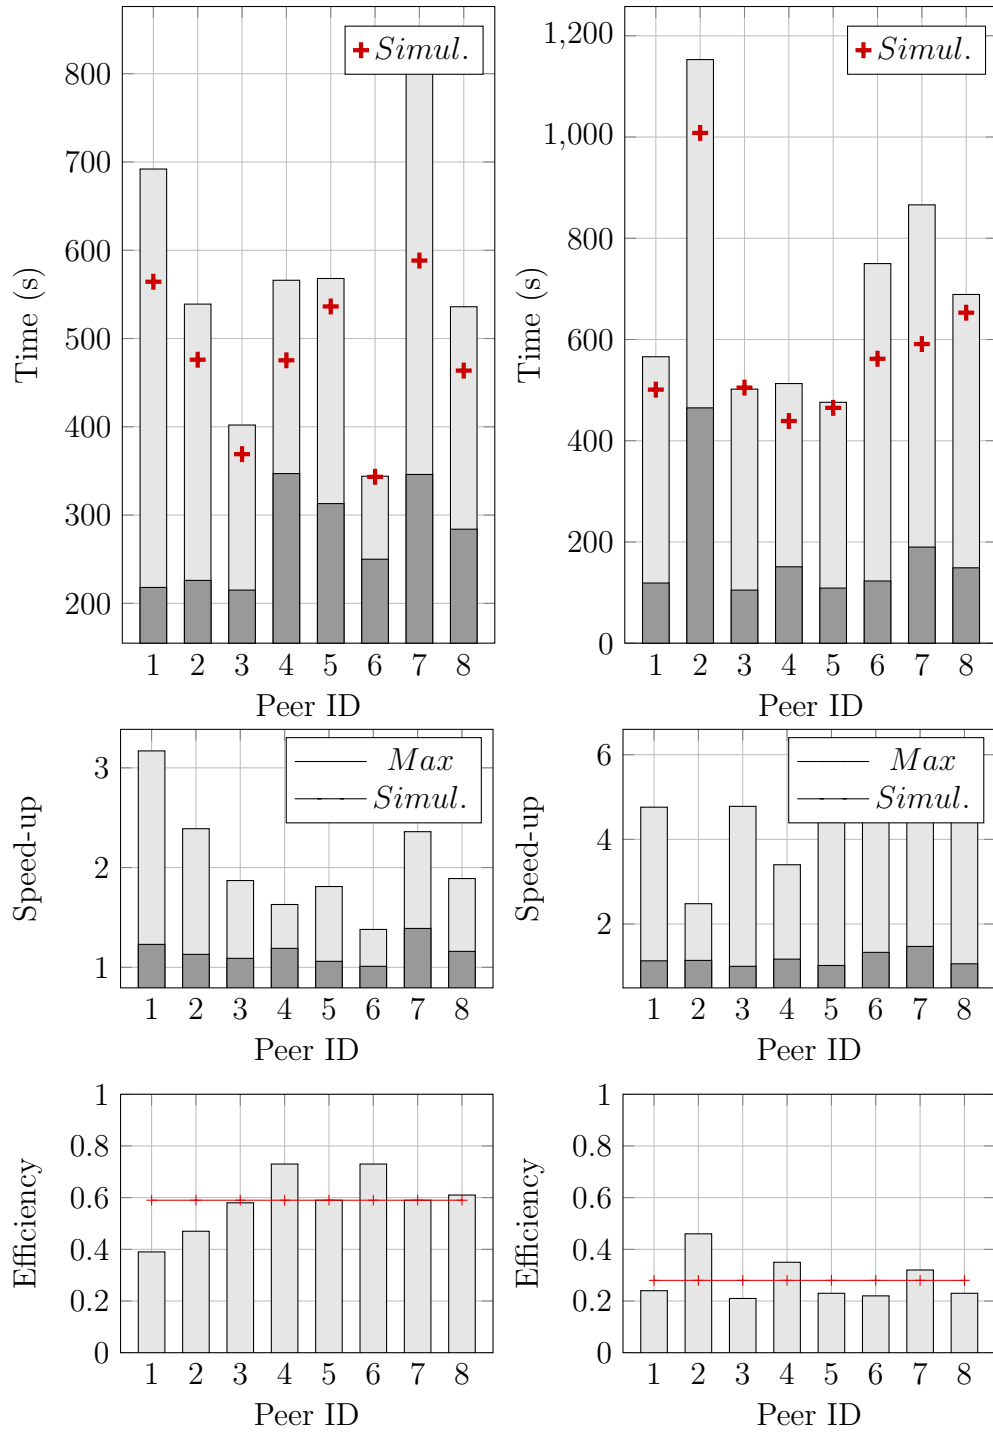 Simul.
800
700
600
500
400
300
200
Time (s)
1 2 3 4 5 6 7 8
Peer ID
Simul.
1,200
1,000
800
600
400
200
0
Time (s)
1 2 3 4 5 6 7 8
Peer ID
Max
Simul.
3
2
1
Speed-up
1 2 3 4 5 6 7 8
Peer ID
Max
Simul.
6
4
2
Speed-up
1 2 3 4 5 6 7 8
Peer ID
1
0.8
0.6
0.4
0.2
0
Efficiency
1 2 3 4 5 6 7 8
Peer ID
1
0.8
0.6
0.4
0.2
0
Efficiency
1 2 3 4 5 6 7 8
Peer ID